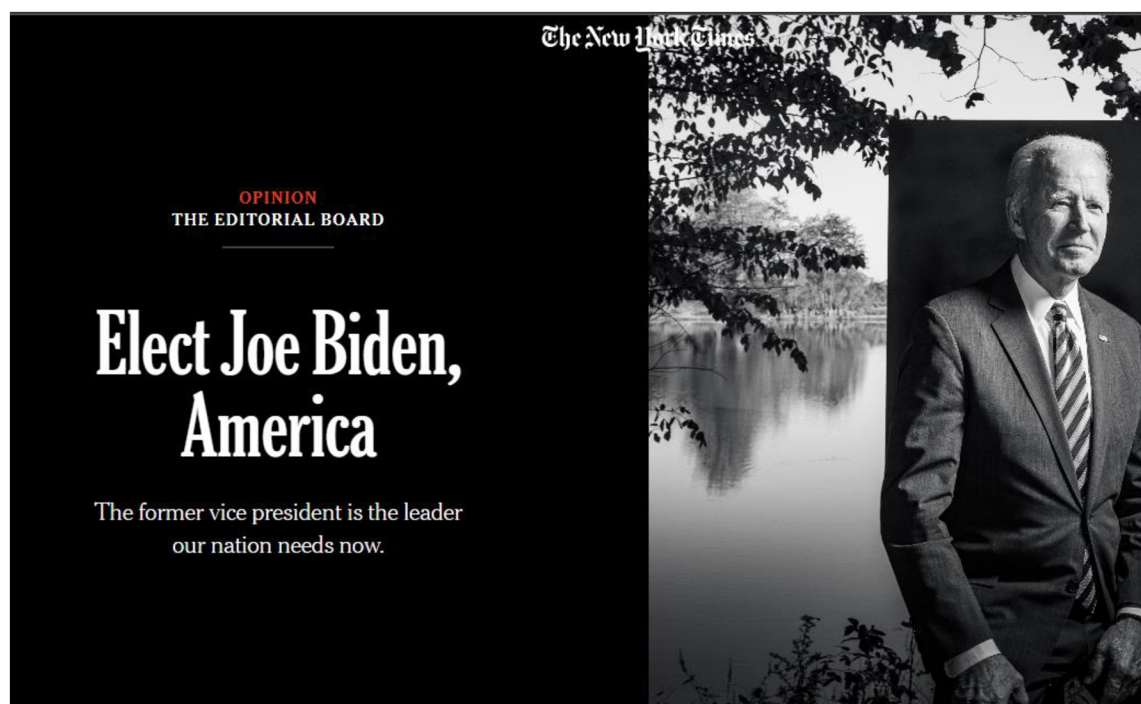 The New York Times
OPINION
THE EDITORIAL BOARD
Elect Joe Biden,
America
The former vice president is the leader
our nation needs now.